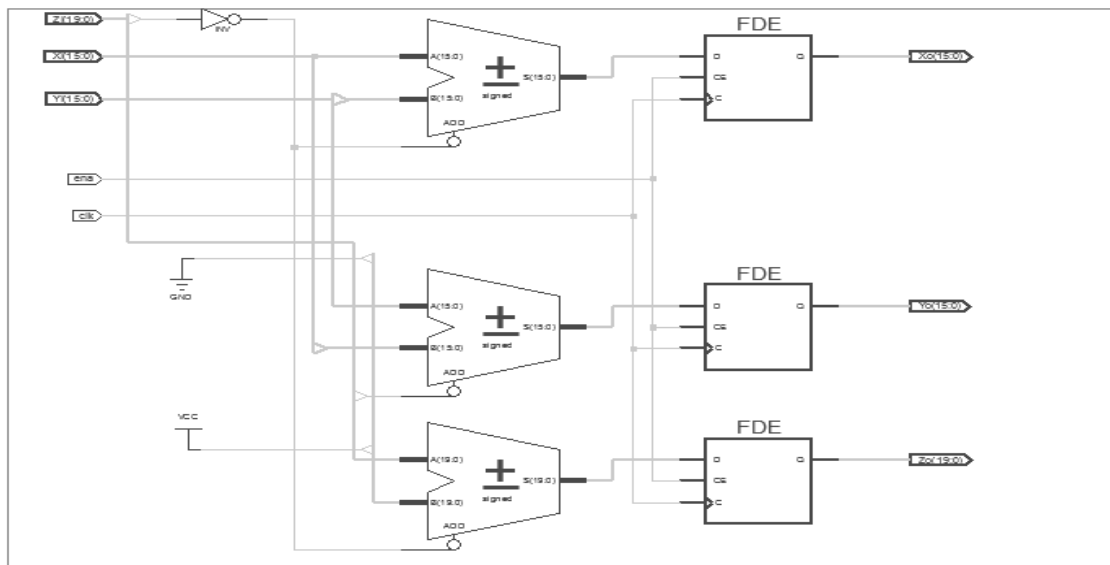 Zi(19:0)
INV
Xi(15:0)
Yi(15:0)
ena
clk
GND
VCC
A(15:0)
B(15:0)
signed
S(15:0)
ADD
FDE
D
CE
C
Q
Xo(15:0)
A(15:0)
B(15:0)
signed
S(15:0)
ADD
FDE
D
CE
C
Q
Yo(15:0)
A(19:0)
B(19:0)
signed
S(19:0)
ADD
FDE
D
CE
C
Q
Zo(19:0)